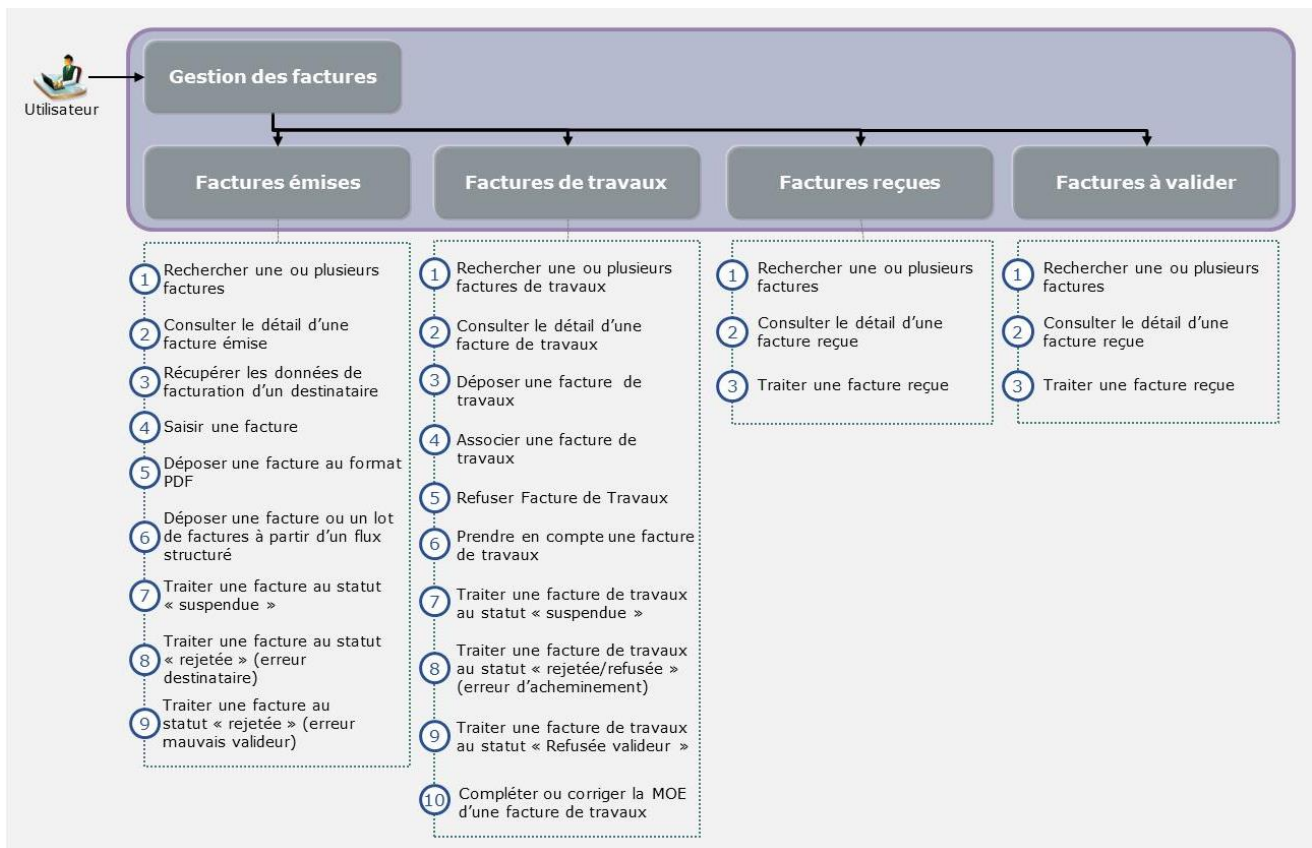 Gestion des factures
Utilisateur
Factures émises
Factures de travaux
Factures reçues
Factures à valider
1
Rechercher une ou plusieurs
factures
2
Consulter le détail d'une
facture émise
3
Récupérer les données de
facturation d'un destinataire
4
Saisir une facture
5
Déposer une facture au format
PDF
6
Déposer une facture ou un lot
de factures à partir d'un flux
structuré
7
Traiter une facture au statut
« suspendue »
8
Traiter une facture au statut
« rejetée » (erreur
destinataire)
9
Traiter une facture au
statut « rejetée » (erreur
mauvais valideur)
1
Rechercher une ou plusieurs
factures de travaux
2
Consulter le détail d'une
facture de travaux
3
Déposer une facture de
travaux
4
Associer une facture de
travaux
5
Refuser Facture de Travaux
6
Prendre en compte une facture
de travaux
7
Traiter une facture de travaux
au statut « suspendue »
8
Traiter une facture de travaux
au statut « rejetée/refusée »
(erreur d'acheminement)
9
Traiter une facture de travaux
au statut « Refusée valideur »
10
Compléter ou corriger la MOE
d'une facture de travaux
1
Rechercher une ou plusieurs
factures
2
Consulter le détail d'une
facture reçue
3
Traiter une facture reçue
1
Rechercher une ou plusieurs
factures
2
Consulter le détail d'une
facture reçue
3
Traiter une facture reçue